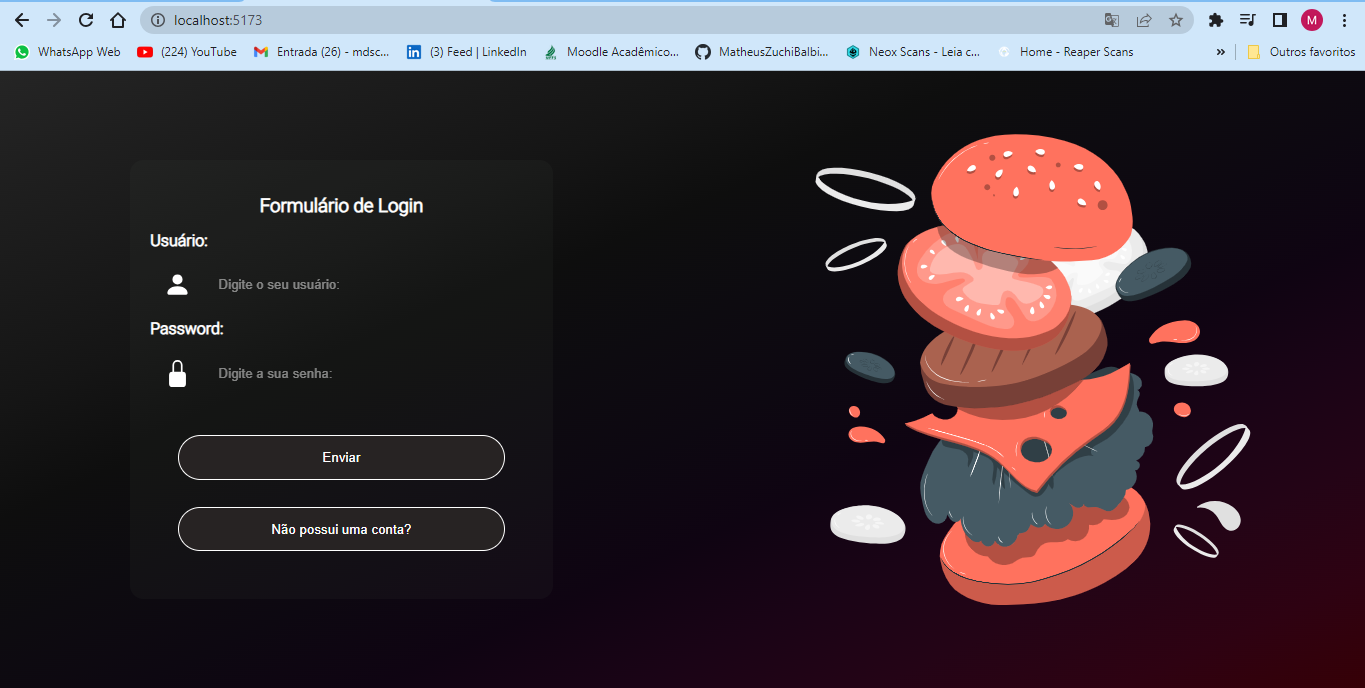 localhost:5173
M
WhatsApp Web
(224) YouTube
Entrada (26) - mdsc...
(3) Feed | LinkedIn
Moodle Acadêmico...
MatheusZuchiBalbi...
Neox Scans - Leia c...
Home - Reaper Scans
»
Outros favoritos
Formulário de Login
Usuário:
Digite o seu usuário:
Password:
Digite a sua senha:
Enviar
Não possui uma conta?